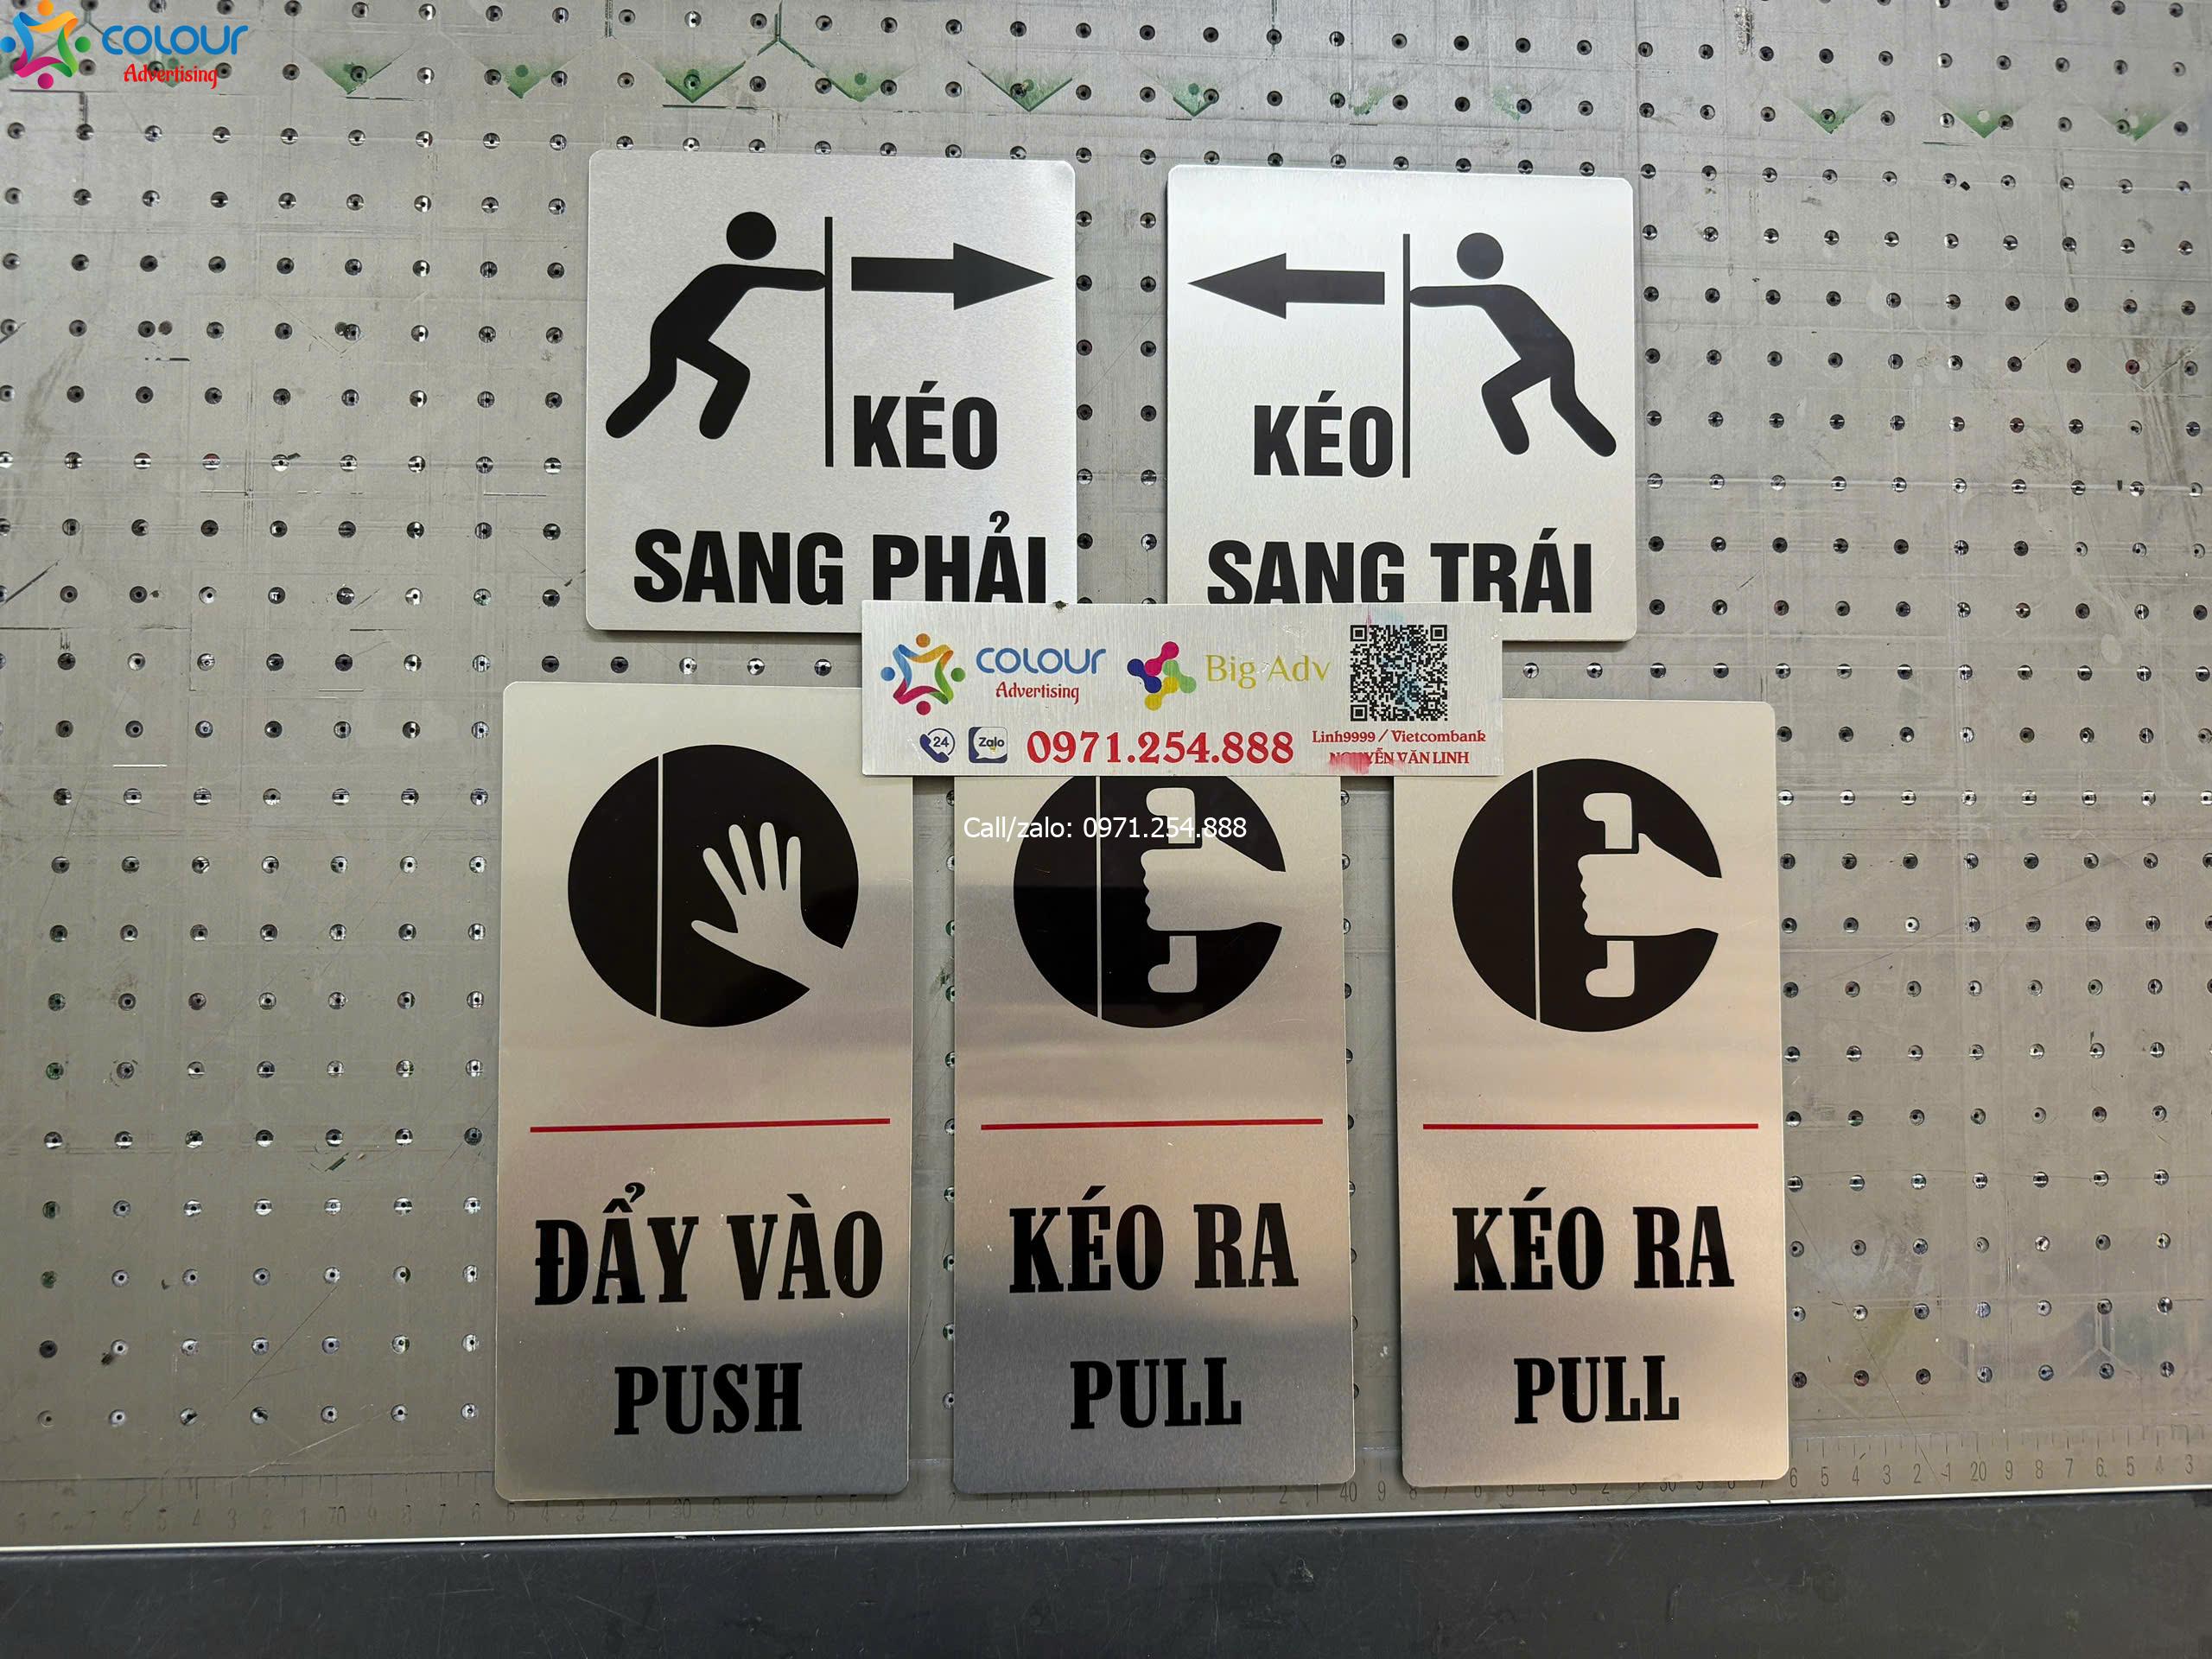 COLOUR
Advertising
KÉO
SANG PHẢI
KÉO
SANG TRÁI
COLOUR
Advertising
Big Adv
24
Zalo
0971.254.888
Linh9999 / Vietcombank
NGUYỄN VĂN LINH
Call/zalo: 0971.254.888
ĐẨY VÀO
PUSH
KÉO RA
PULL
KÉO RA
PULL